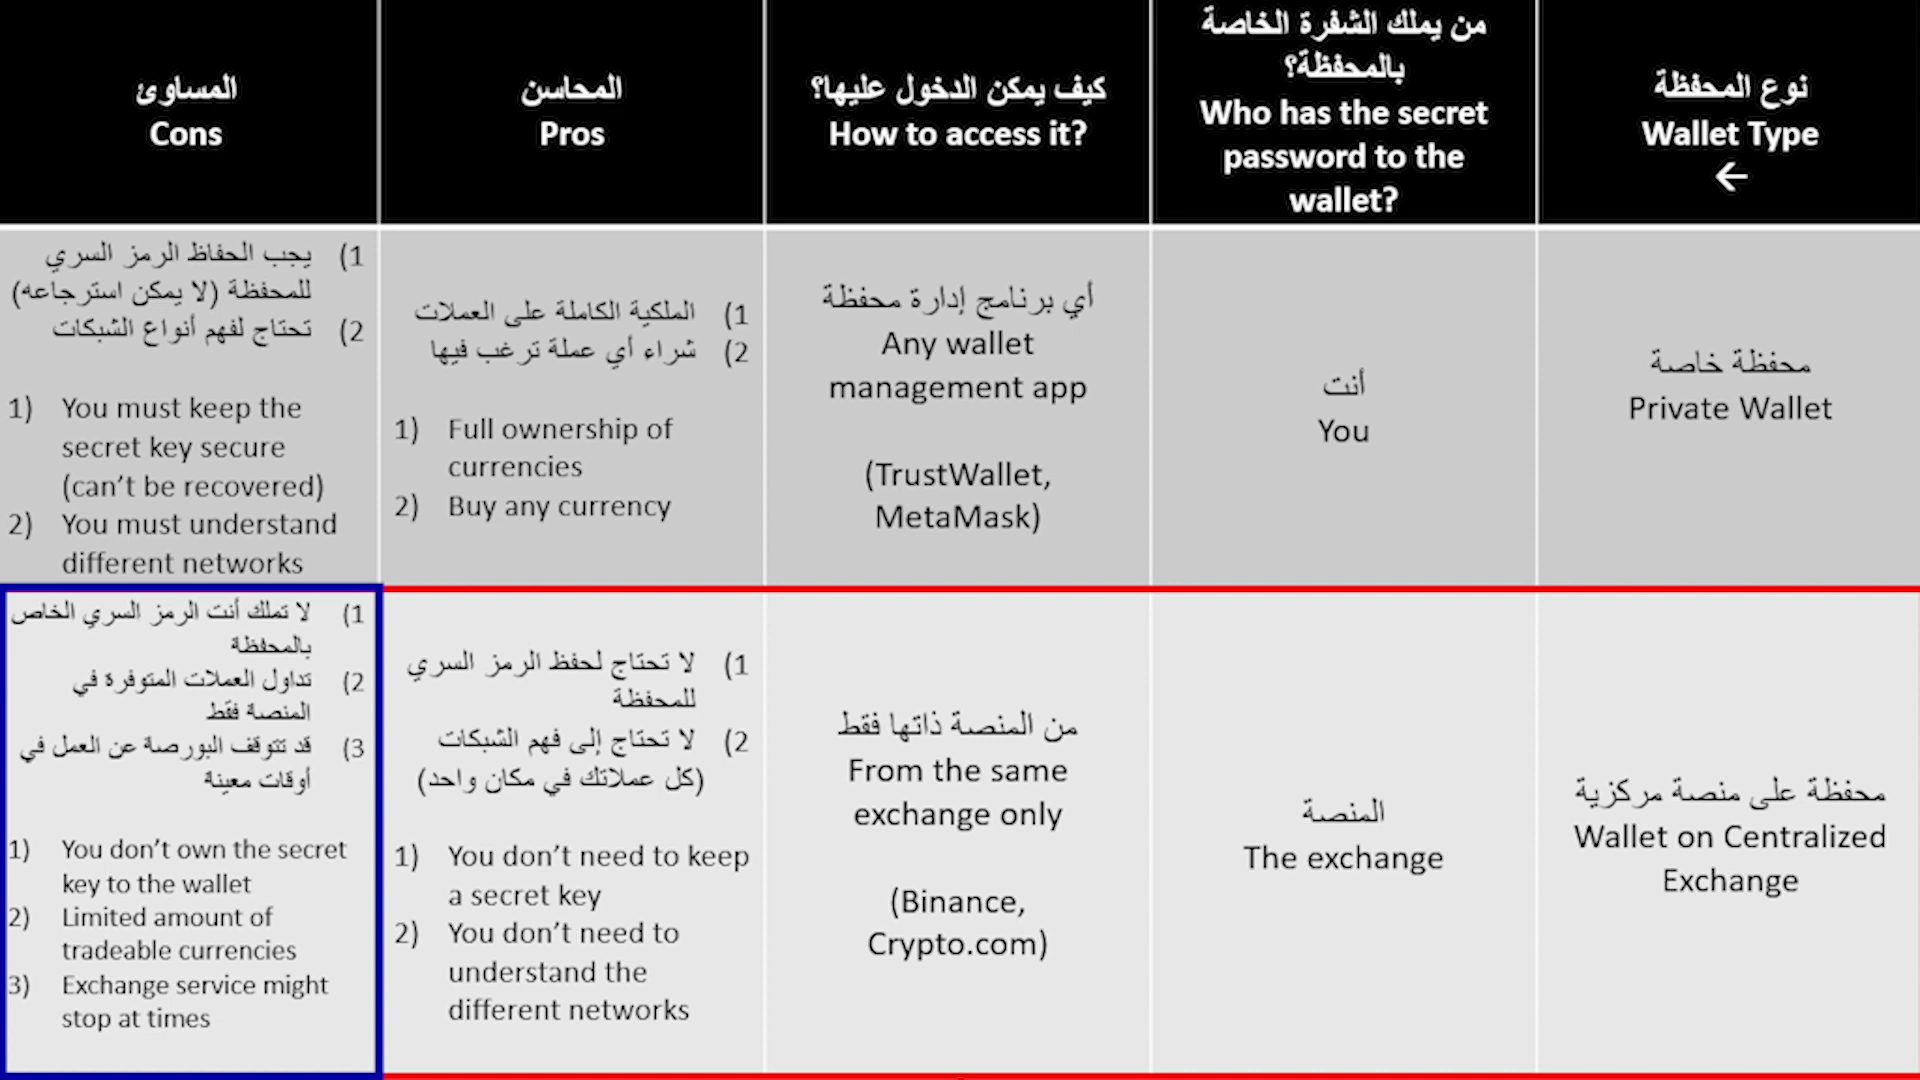 نوع المحفظة
Wallet Type
←
من يملك الشفرة الخاصة
بالمحفظة؟
Who has the secret
password to the
wallet?
كيف يمكن الدخول عليها؟
How to access it?
المحاسن
Pros
المساوئ
Cons
محفظة خاصة
Private Wallet
أنت
You
أي برنامج إدارة محفظة
Any wallet
management app
(TrustWallet,
MetaMask)
1) الملكية الكاملة على العملات
2) شراء أي عملة ترغب فيها
1) Full ownership of
currencies
2) Buy any currency
1) يجب الحفاظ الرمز السري
للمحفظة (لا يمكن استرجاعه)
2) تحتاج لفهم أنواع الشبكات
1) You must keep the
secret key secure
(can't be recovered)
2) You must understand
different networks
محفظة على منصة مركزية
Wallet on Centralized
Exchange
المنصة
The exchange
من المنصة ذاتها فقط
From the same
exchange only
(Binance,
Crypto.com)
1) لا تحتاج لحفظ الرمز السري
للمحفظة
2) لا تحتاج إلى فهم الشبكات
(كل عملاتك في مكان واحد)
1) You don't need to keep
a secret key
2) You don't need to
understand the
different networks
1) لا تملك أنت الرمز السري الخاص
بالمحفظة
2) تداول العملات المتوفرة في
المنصة فقط
3) قد تتوقف البورصة عن العمل في
أوقات معينة
1) You don't own the secret
key to the wallet
2) Limited amount of
tradeable currencies
3) Exchange service might
stop at times